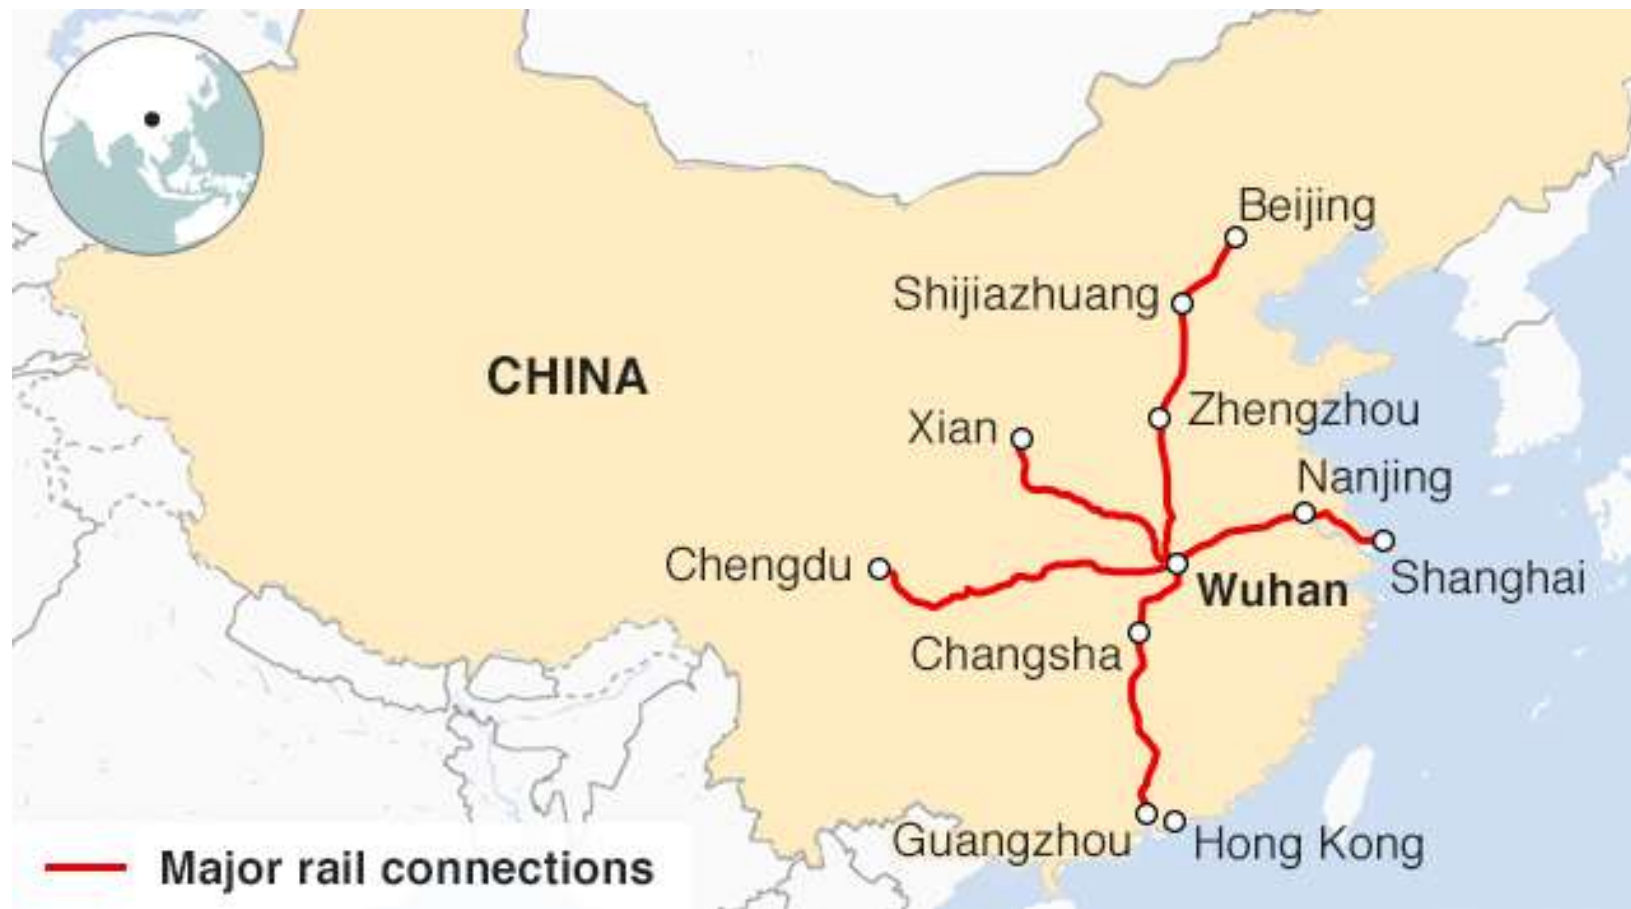 Beijing
Shijiazhuang
CHINA
Xian
Zhengzhou
Nanjing
Chengdu
Wuhan
Shanghai
Changsha
Guangzhou
Hong Kong
Major rail connections